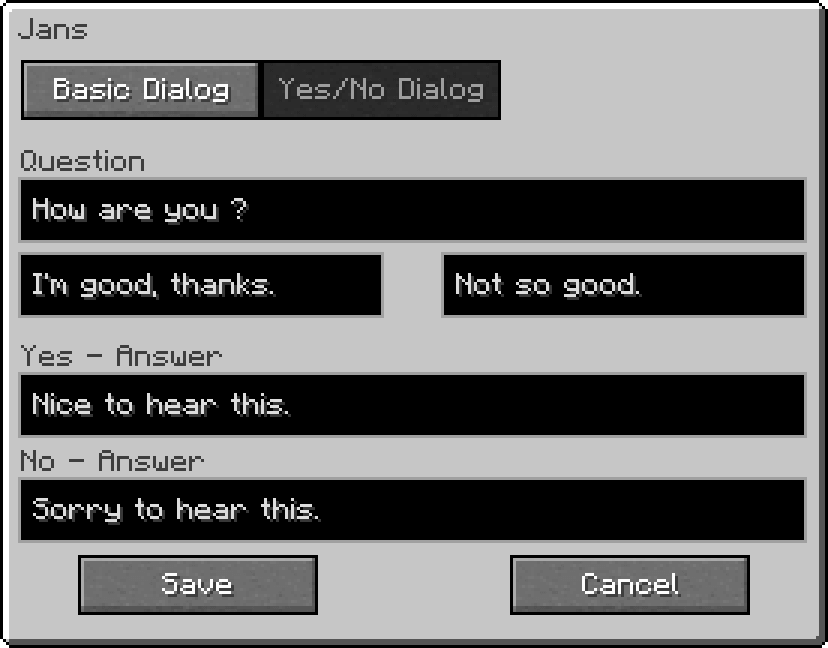 Jans
Basic Dialog Yes/No Dialog
Question
How are you ?
I'm good, thanks. Not so good.
Yes - Answer
Nice to hear this.
No - Answer
Sorry to hear this.
Save Cancel